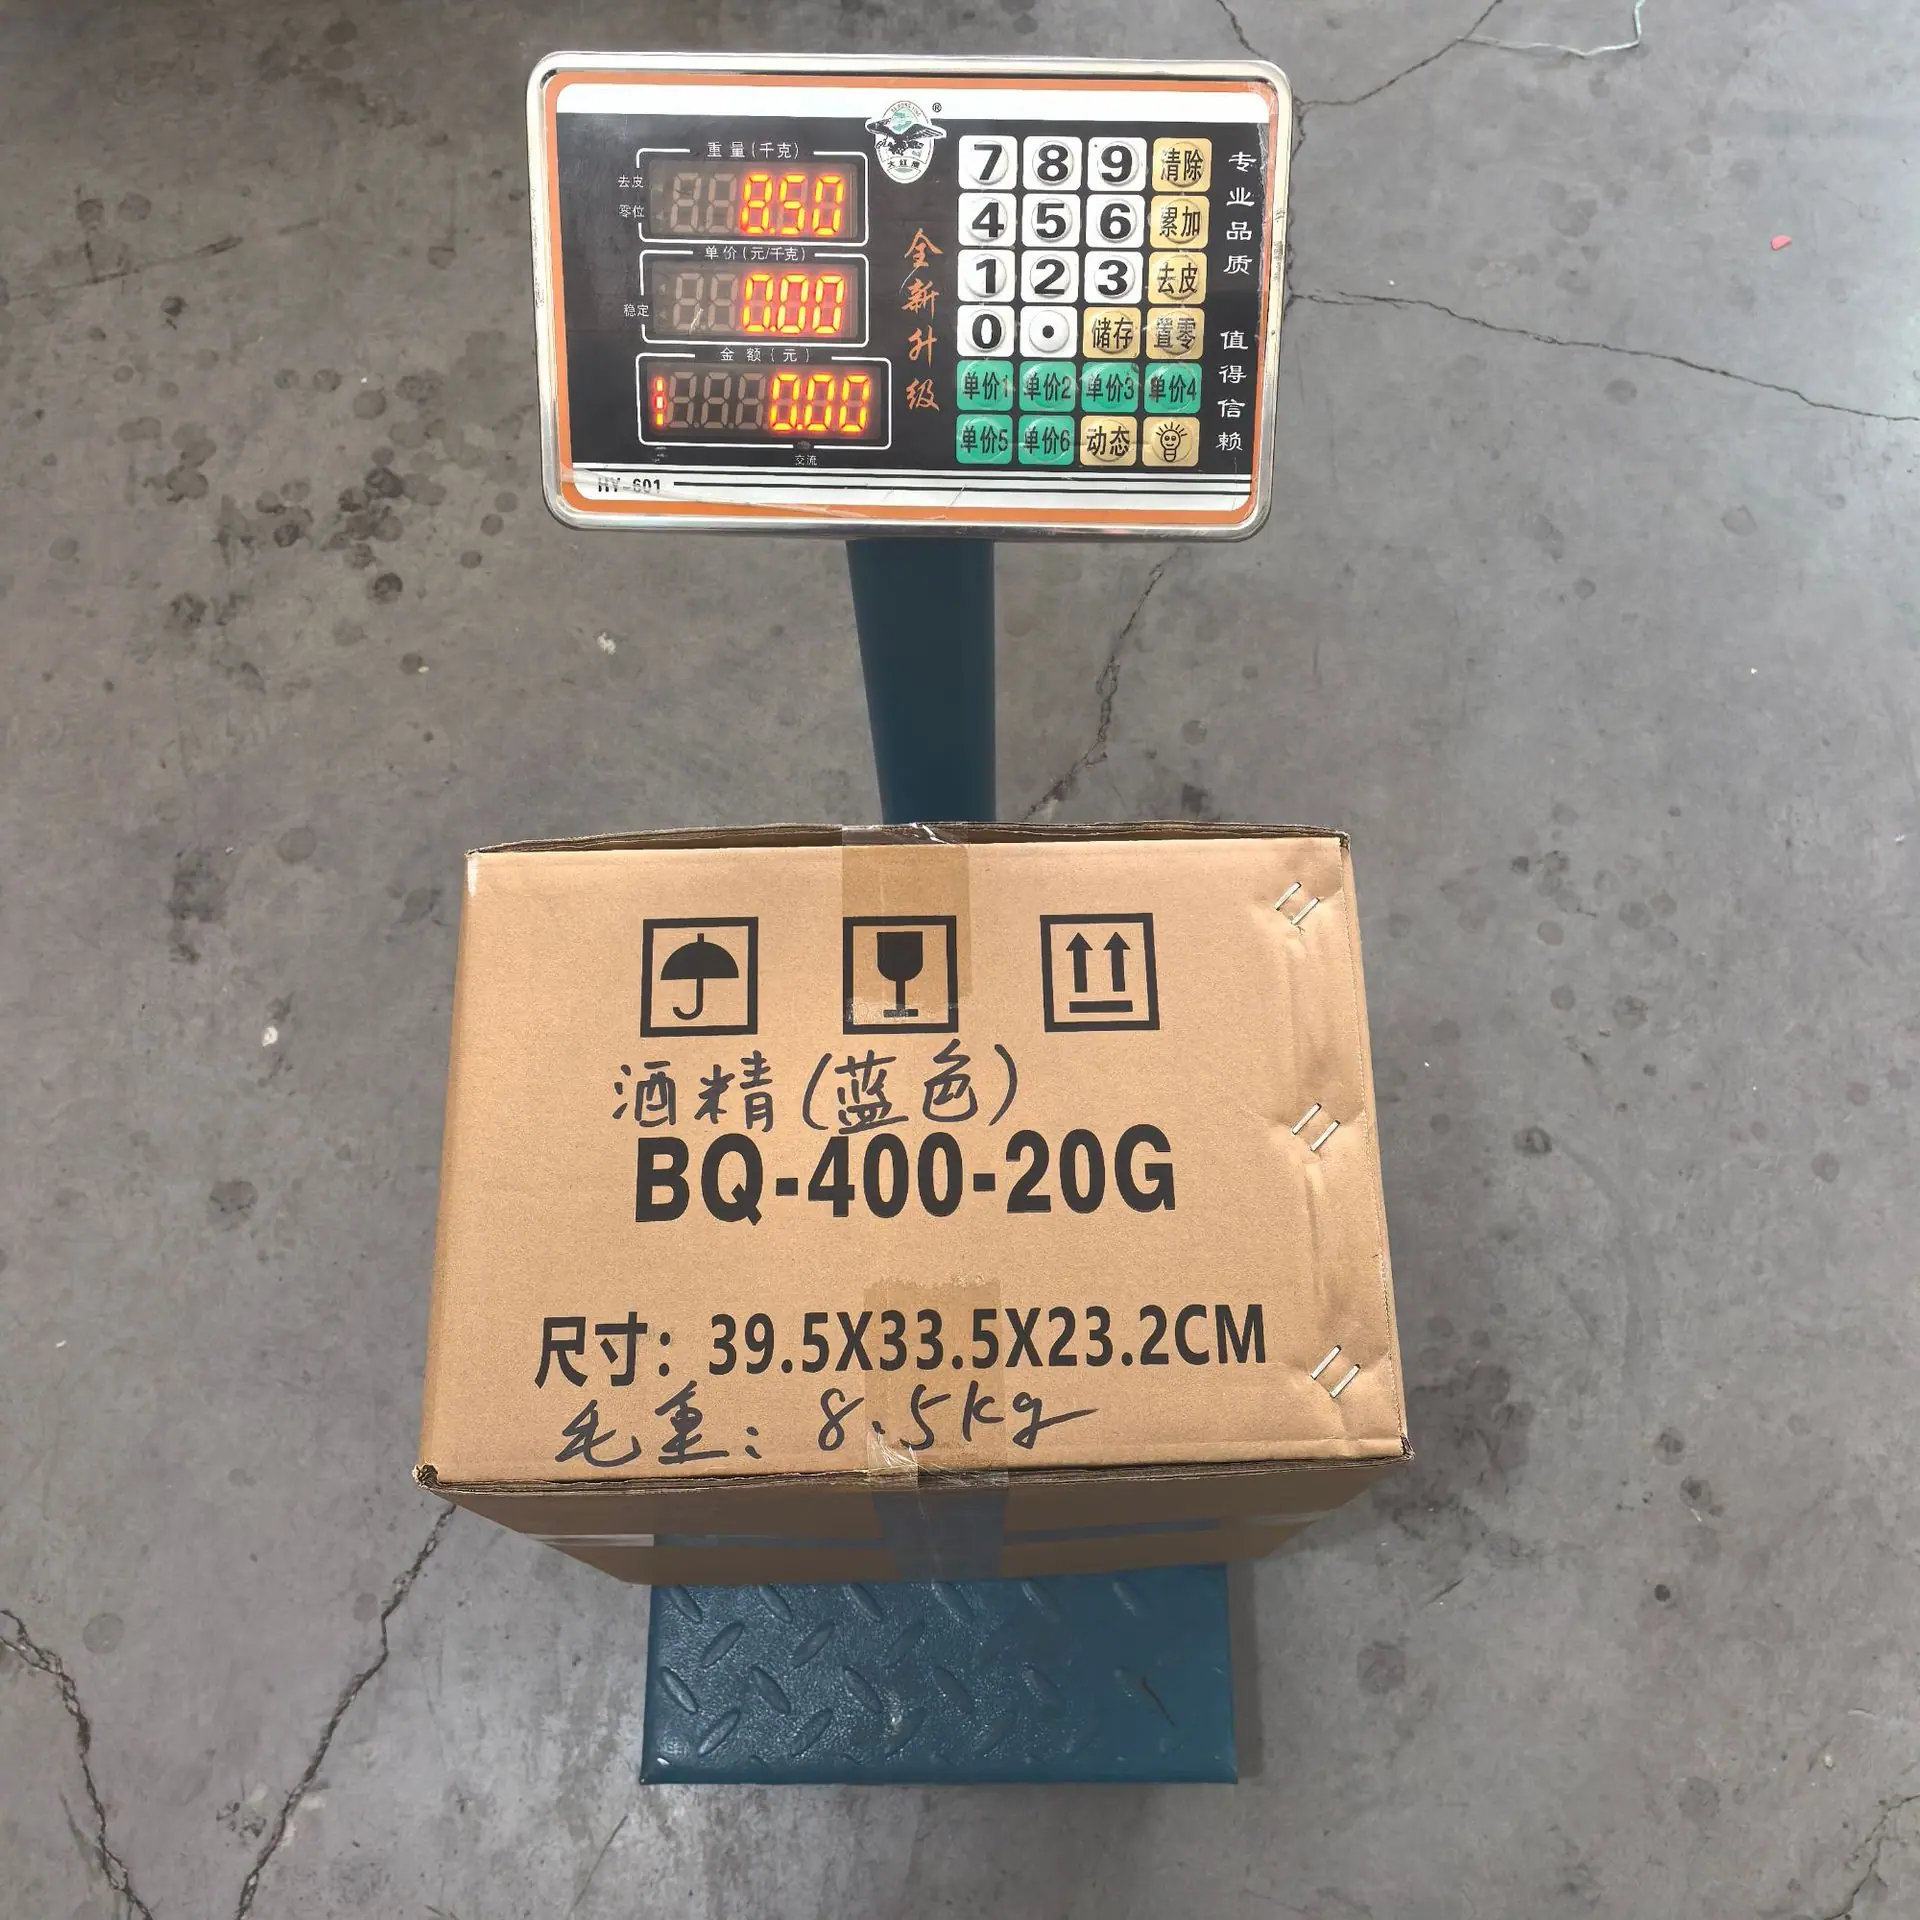 重量(千克)
去皮
零位
8.50
单价(元/千克)
稳定
0.00
金额(元)
0.00
交流
HY-601
®
大红鹰
全新升级
7 8 9 清除
4 5 6 累加
1 2 3 去皮
0 . 储存 置零
单价1 单价2 单价3 单价4
单价5 单价6 动态
专业品质 值得信赖
酒精(蓝色)
BQ-400-20G
尺寸: 39.5X33.5X23.2CM
毛重: 8.5kg